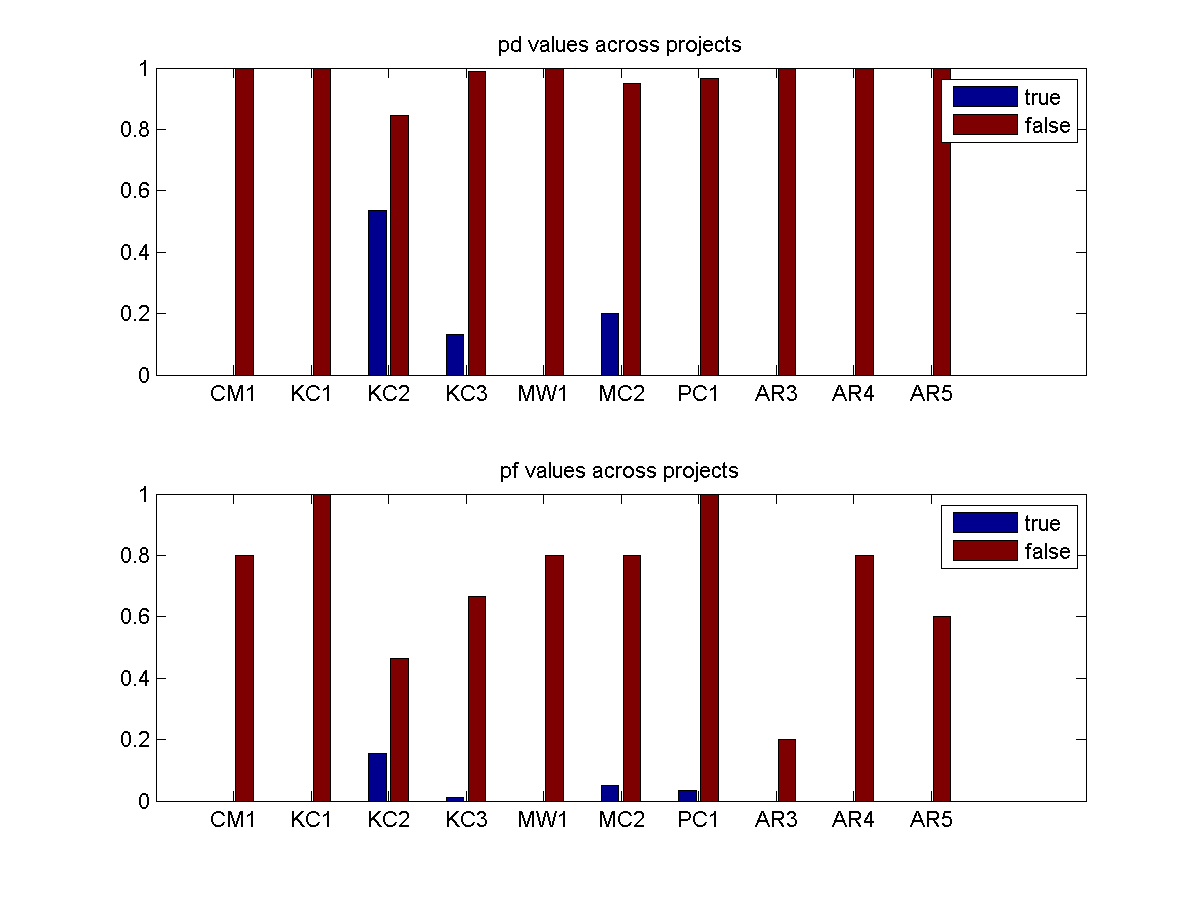 pd values across projects
1
0.8
0.6
0.4
0.2
0
CM1 KC1 KC2 KC3 MW1 MC2 PC1 AR3 AR4 AR5
true
false
pf values across projects
1
0.8
0.6
0.4
0.2
0
CM1 KC1 KC2 KC3 MW1 MC2 PC1 AR3 AR4 AR5
true
false